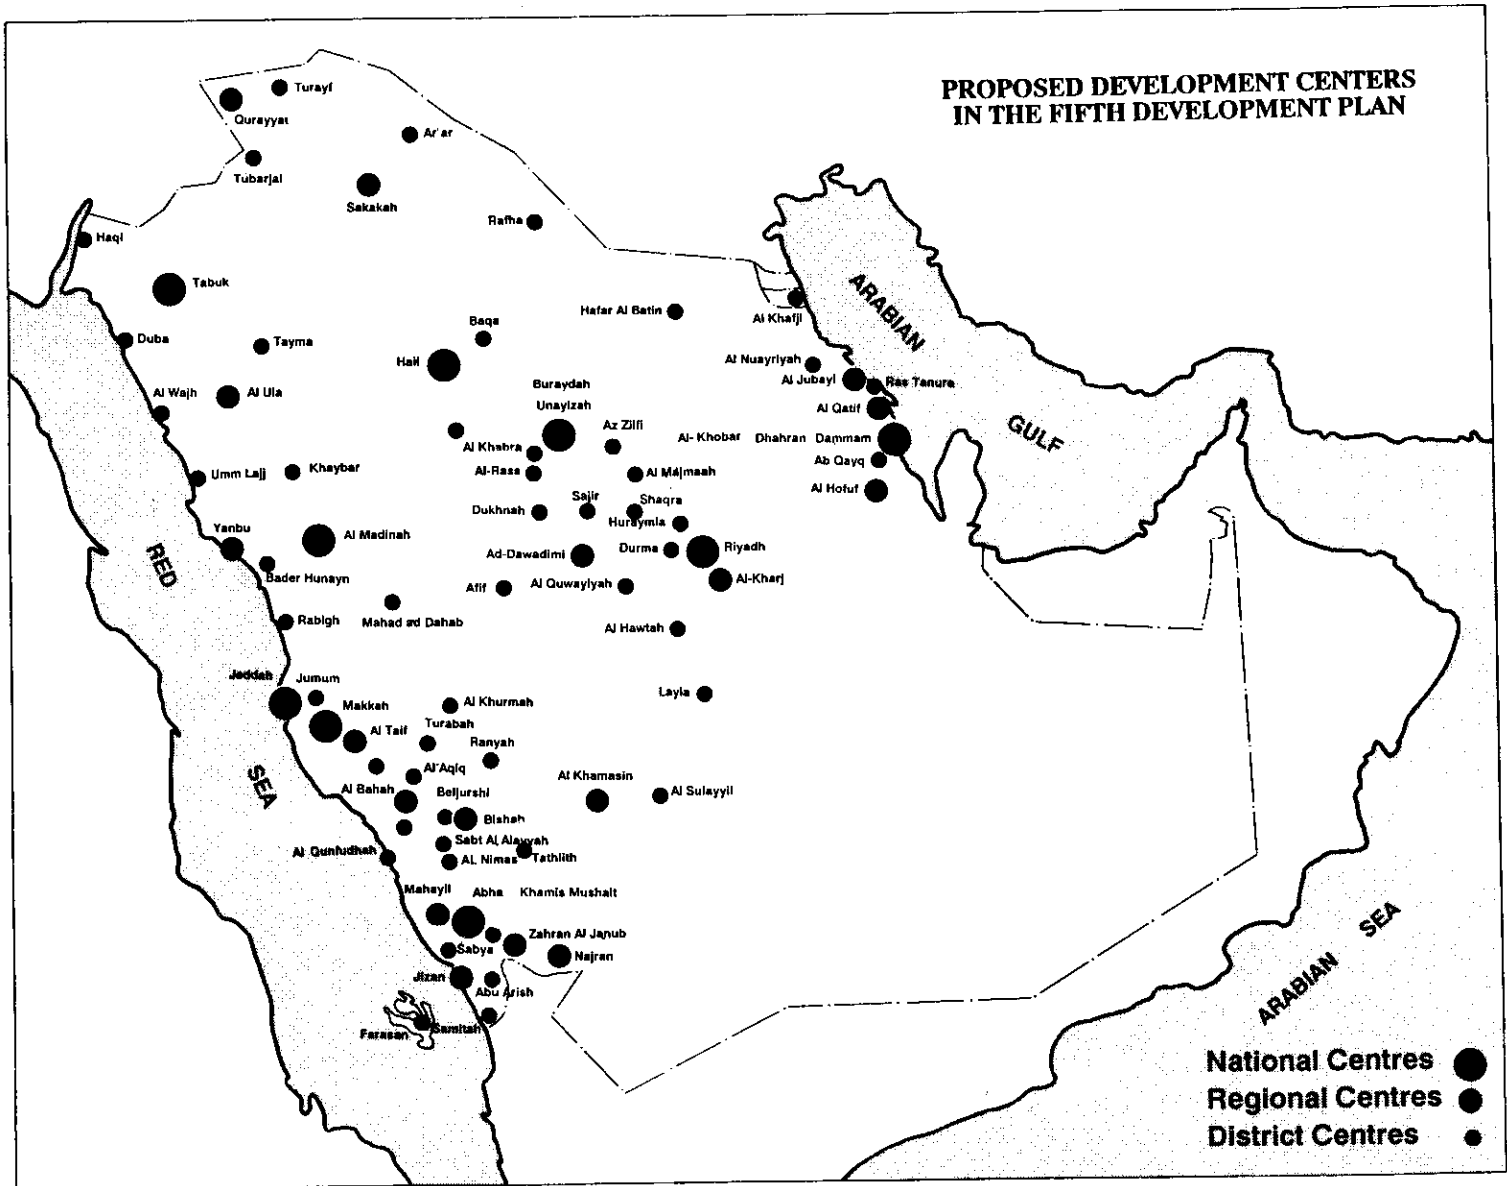 PROPOSED DEVELOPMENT CENTERS
IN THE FIFTH DEVELOPMENT PLAN
Turayf
Qurayyat
Ar'ar
Tubarjal
Sakakah
Rafha
Haql
Tabuk
Hafar Al Batin
Al Khafji
ARABIAN
GULF
Baqa
Duba
Tayma
Hail
Al Nuayriyah
Al Jubayl
Ras Tanura
Al Wajh
Al Ula
Buraydah
Unayizah
Al Qatif
Az Zilfi
Al- Khobar Dhahran Dammam
Al Khabra
Ab Qayq
Umm Lajj
Khaybar
Al-Rass
Al Majmaah
Al Hofuf
Sajir
Shaqra
Dukhnah
Huraymla
Yanbu
Al Madinah
Ad-Dawadimi
Durma
Riyadh
RED
SEA
Bader Hunayn
Afif
Al Quwayiyah
Al-Kharj
Rabigh
Mahad ad Dahab
Al Hawtah
Jeddah
Jumum
Layla
Makkah
Al Khurmah
Al Taif
Turabah
Ranyah
Al'Aqiq
Al Khamasin
Al Bahah
Beljurshi
Al Sulayyil
Bishah
Sabt Al Alayyah
Al Qunfudhah
AL Nimas
Tathlith
Mahayil
Abha
Khamis Mushait
Zahran Al Janub
Sabya
Najran
Jizan
Abu Arish
Farasan
Samitah
ARABIAN SEA
National Centres
Regional Centres
District Centres